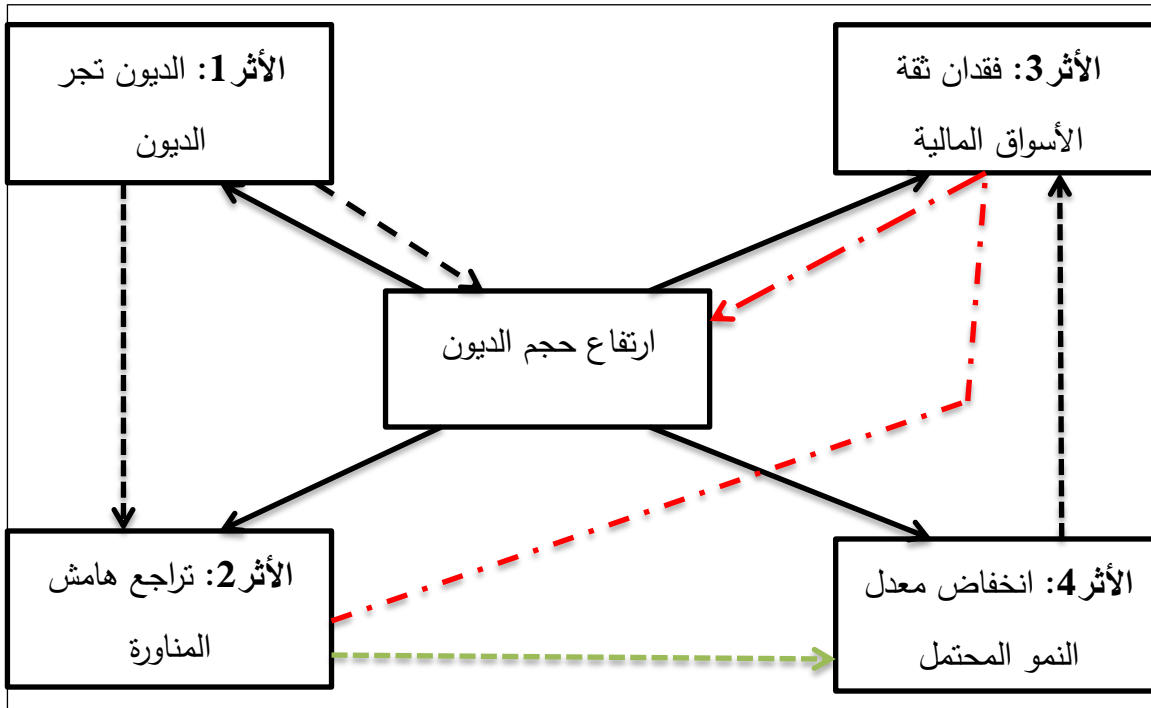 الأثر1: الديون تجر
الديون
الأثر3: فقدان ثقة
الأسواق المالية
ارتفاع حجم الديون
الأثر2: تراجع هامش
المناورة
الأثر4: انخفاض معدل
النمو المحتمل